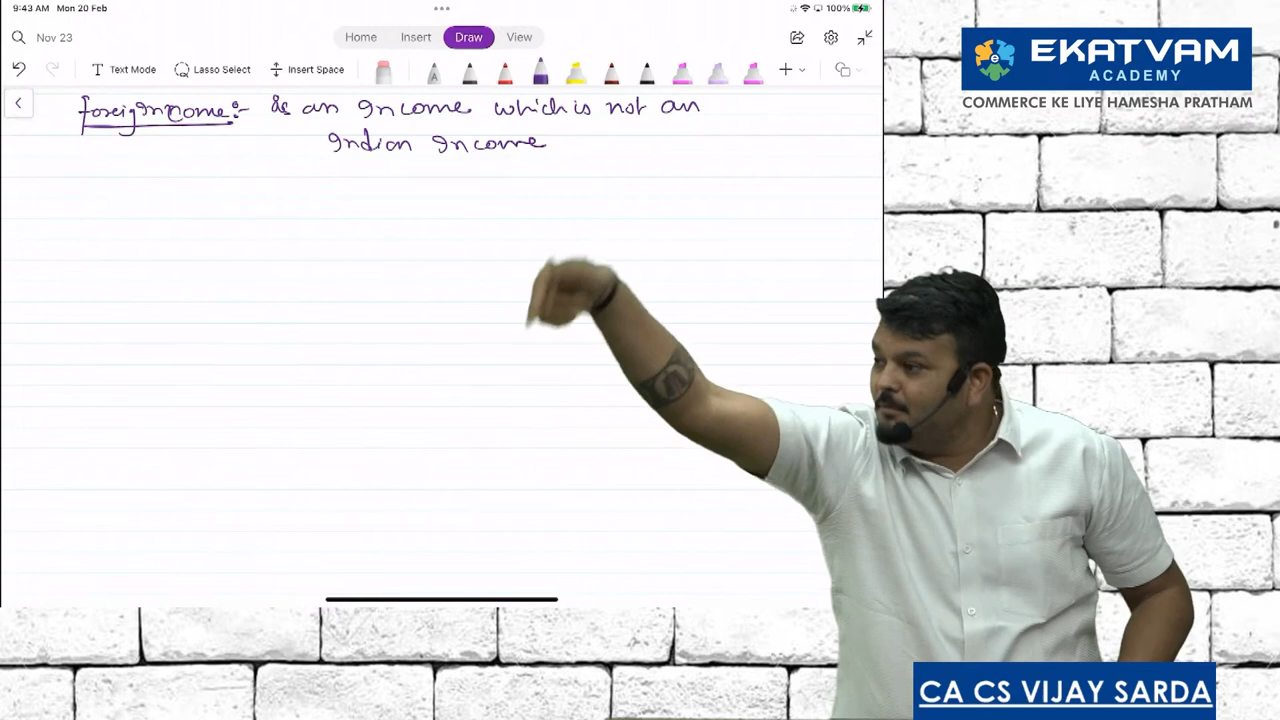 9:43 AM Mon 20 Feb
100%
Nov 23
Home Insert Draw View
Text Mode Lasso Select Insert Space
foreign Income:- is an Income which is not an
Indian Income
EKATVAM
ACADEMY
COMMERCE KE LIYE HAMESHA PRATHAM
CA CS VIJAY SARDA